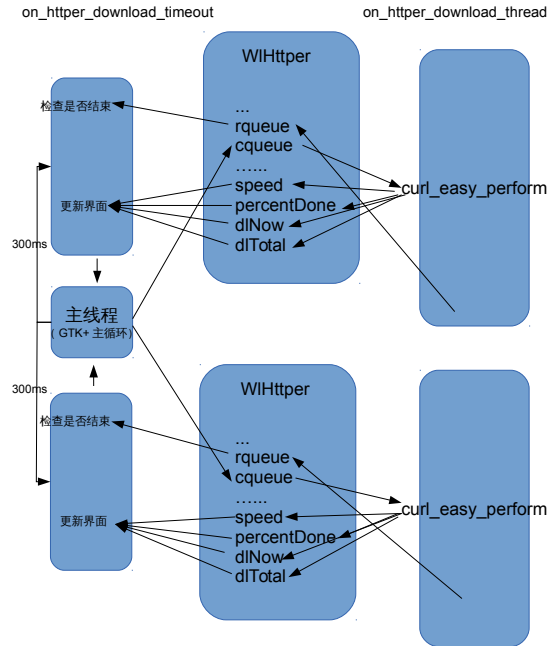 on_httper_download_timeout
on_httper_download_thread
WlHttper
检查是否结束
...
rqueue
cqueue
……
speed
percentDone
dlNow
dlTotal
curl_easy_perform
更新界面
300ms
主线程
( GTK+ 主循环)
300ms
WlHttper
检查是否结束
...
rqueue
cqueue
……
speed
percentDone
dlNow
dlTotal
curl_easy_perform
更新界面